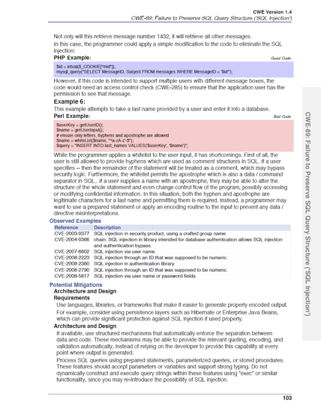 CWE Version 1.4
CWE-89: Failure to Preserve SQL Query Structure ('SQL Injection')
Not only will this retrieve message number 1432, it will retrieve all other messages.
In this case, the programmer could apply a simple modification to the code to eliminate the SQL
injection:
PHP Example:
Good Code
$id = intval($_COOKIE["mid"]);
mysql_query("SELECT MessageID, Subject FROM messages WHERE MessageID = '$id'");
However, if this code is intended to support multiple users with different message boxes, the
code would need an access control check (CWE-285) to ensure that the application user has the
permission to see that message.
Example 6:
This example attempts to take a last name provided by a user and enter it into a database.
Perl Example:
Bad Code
$userKey = getUserID();
$name = getUserInput();
# ensure only letters, hyphens and apostrophe are allowed
$name = whiteList($name, "^a-zA-z'-$");
$query = "INSERT INTO last_names VALUES('$userKey', '$name')";
While the programmer applies a whitelist to the user input, it has shortcomings. First of all, the
user is still allowed to provide hyphens which are used as comment structures in SQL. If a user
specifies -- then the remainder of the statement will be treated as a comment, which may bypass
security logic. Furthermore, the whitelist permits the apostrophe which is also a data / command
separator in SQL. If a user supplies a name with an apostrophe, they may be able to alter the
structure of the whole statement and even change control flow of the program, possibly accessing
or modifying confidential information. In this situation, both the hyphen and apostrophe are
legitimate characters for a last name and permitting them is required. Instead, a programmer may
want to use a prepared statement or apply an encoding routine to the input to prevent any data /
directive misinterpretations.
Observed Examples
Reference Description
CVE-2003-0377 SQL injection in security product, using a crafted group name.
CVE-2004-0366 chain: SQL injection in library intended for database authentication allows SQL injection
and authentication bypass.
CVE-2007-6602 SQL injection via user name.
CVE-2008-2223 SQL injection through an ID that was supposed to be numeric.
CVE-2008-2380 SQL injection in authentication library.
CVE-2008-2790 SQL injection through an ID that was supposed to be numeric.
CVE-2008-5817 SQL injection via user name or password fields.
Potential Mitigations
Architecture and Design
Requirements
Use languages, libraries, or frameworks that make it easier to generate properly encoded output.
For example, consider using persistence layers such as Hibernate or Enterprise Java Beans,
which can provide significant protection against SQL injection if used properly.
Architecture and Design
If available, use structured mechanisms that automatically enforce the separation between
data and code. These mechanisms may be able to provide the relevant quoting, encoding, and
validation automatically, instead of relying on the developer to provide this capability at every
point where output is generated.
Process SQL queries using prepared statements, parameterized queries, or stored procedures.
These features should accept parameters or variables and support strong typing. Do not
dynamically construct and execute query strings within these features using "exec" or similar
functionality, since you may re-introduce the possibility of SQL injection.
CWE-89: Failure to Preserve SQL Query Structure ('SQL Injection')
103